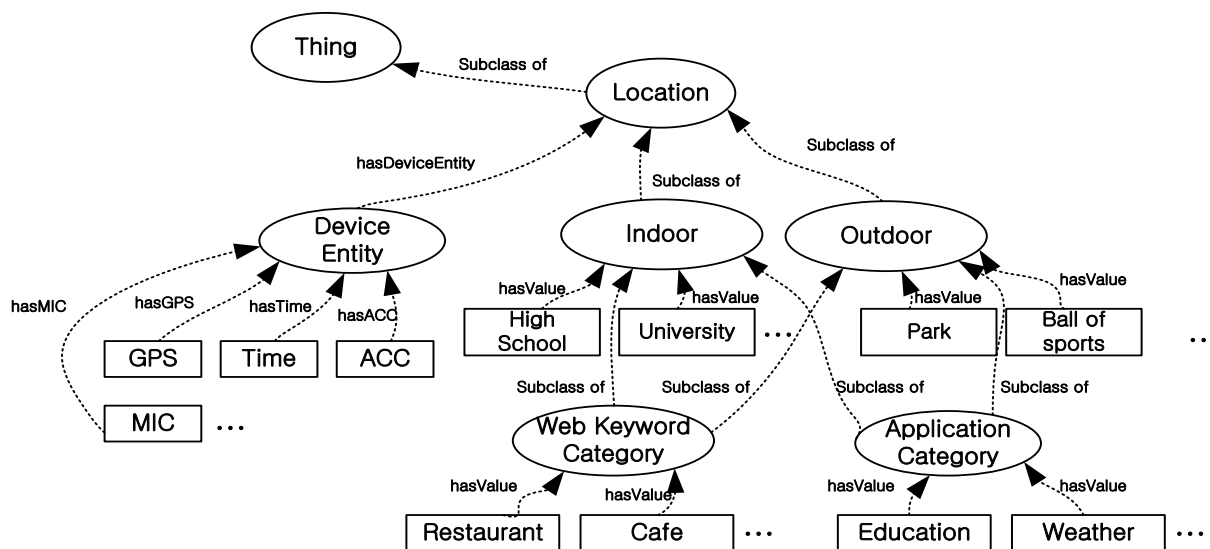 Thing
Subclass of
Location
hasDeviceEntity
Subclass of
Subclass of
Device
Entity
Indoor
Outdoor
hasMIC
hasGPS
hasTime
hasACC
hasValue
hasValue
hasValue
hasValue
GPS
Time
ACC
High
School
University
...
Park
Ball of
sports
..
MIC
...
Subclass of
Subclass of
Subclass of
Subclass of
Web Keyword
Category
Application
Category
hasValue
hasValue
hasValue
hasValue
Restaurant
Cafe
...
Education
Weather
...